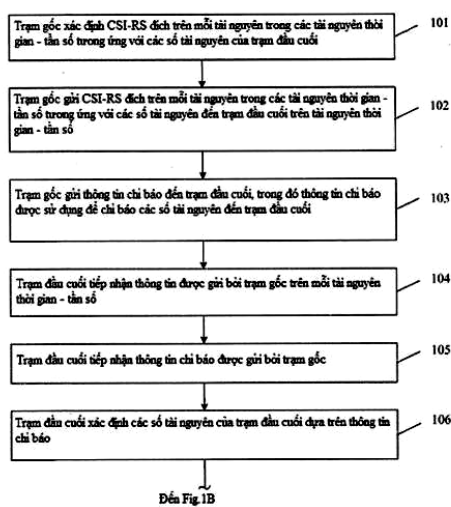 Trạm gốc xác định CSI-RS đích trên mỗi tài nguyên trong các tài nguyên thời
gian - tần số tương ứng với các số tài nguyên của trạm đầu cuối
101
Trạm gốc gửi CSI-RS đích trên mỗi tài nguyên trong các tài nguyên thời gian -
tần số tương ứng với các số tài nguyên đến trạm đầu cuối trên tài nguyên thời
gian - tần số
102
Trạm gốc gửi thông tin chỉ báo đến trạm đầu cuối, trong đó thông tin chỉ báo
được sử dụng để chỉ báo các số tài nguyên đến trạm đầu cuối
103
Trạm đầu cuối tiếp nhận thông tin được gửi bởi trạm gốc trên mỗi tài nguyên
thời gian - tần số
104
Trạm đầu cuối tiếp nhận thông tin chỉ báo được gửi bởi trạm gốc
105
Trạm đầu cuối xác định các số tài nguyên của trạm đầu cuối dựa trên thông tin
chỉ báo
106
Đến Fig.1B